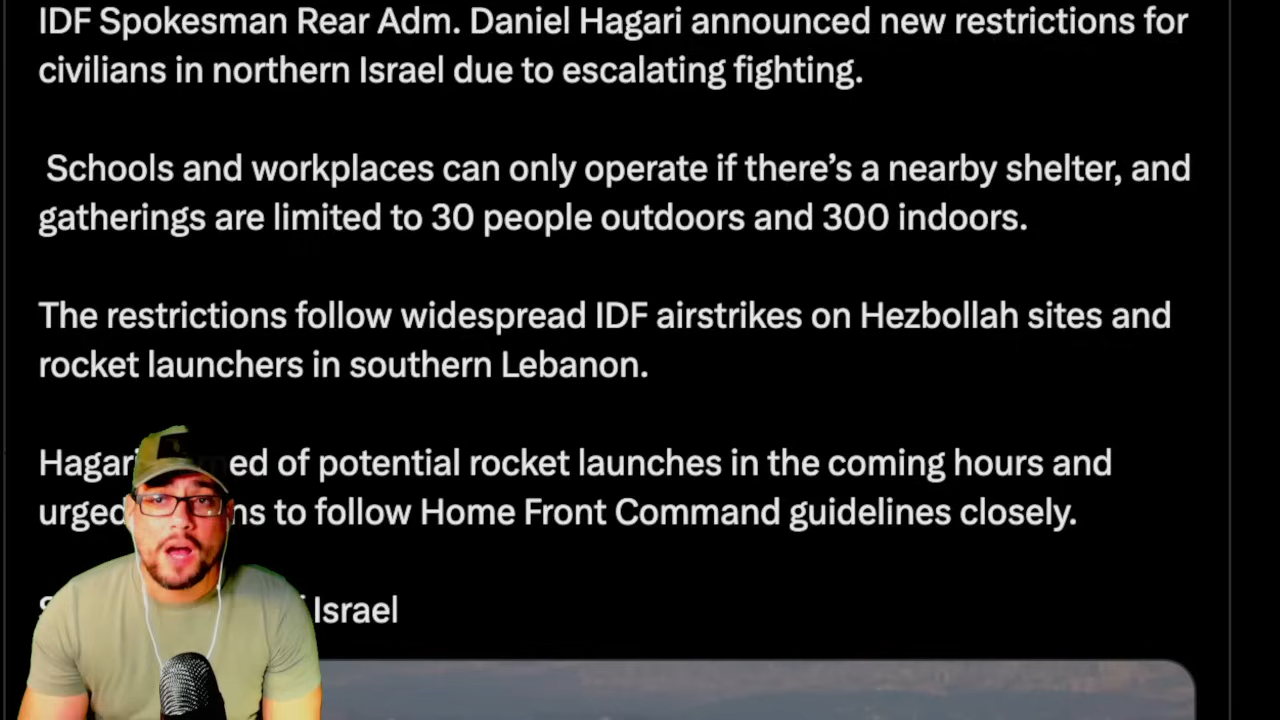 IDF Spokesman Rear Adm. Daniel Hagari announced new restrictions for
civilians in northern Israel due to escalating fighting.
Schools and workplaces can only operate if there’s a nearby shelter, and
gatherings are limited to 30 people outdoors and 300 indoors.
The restrictions follow widespread IDF airstrikes on Hezbollah sites and
rocket launchers in southern Lebanon.
Hagari ed of potential rocket launches in the coming hours and
urged ns to follow Home Front Command guidelines closely.
Israel